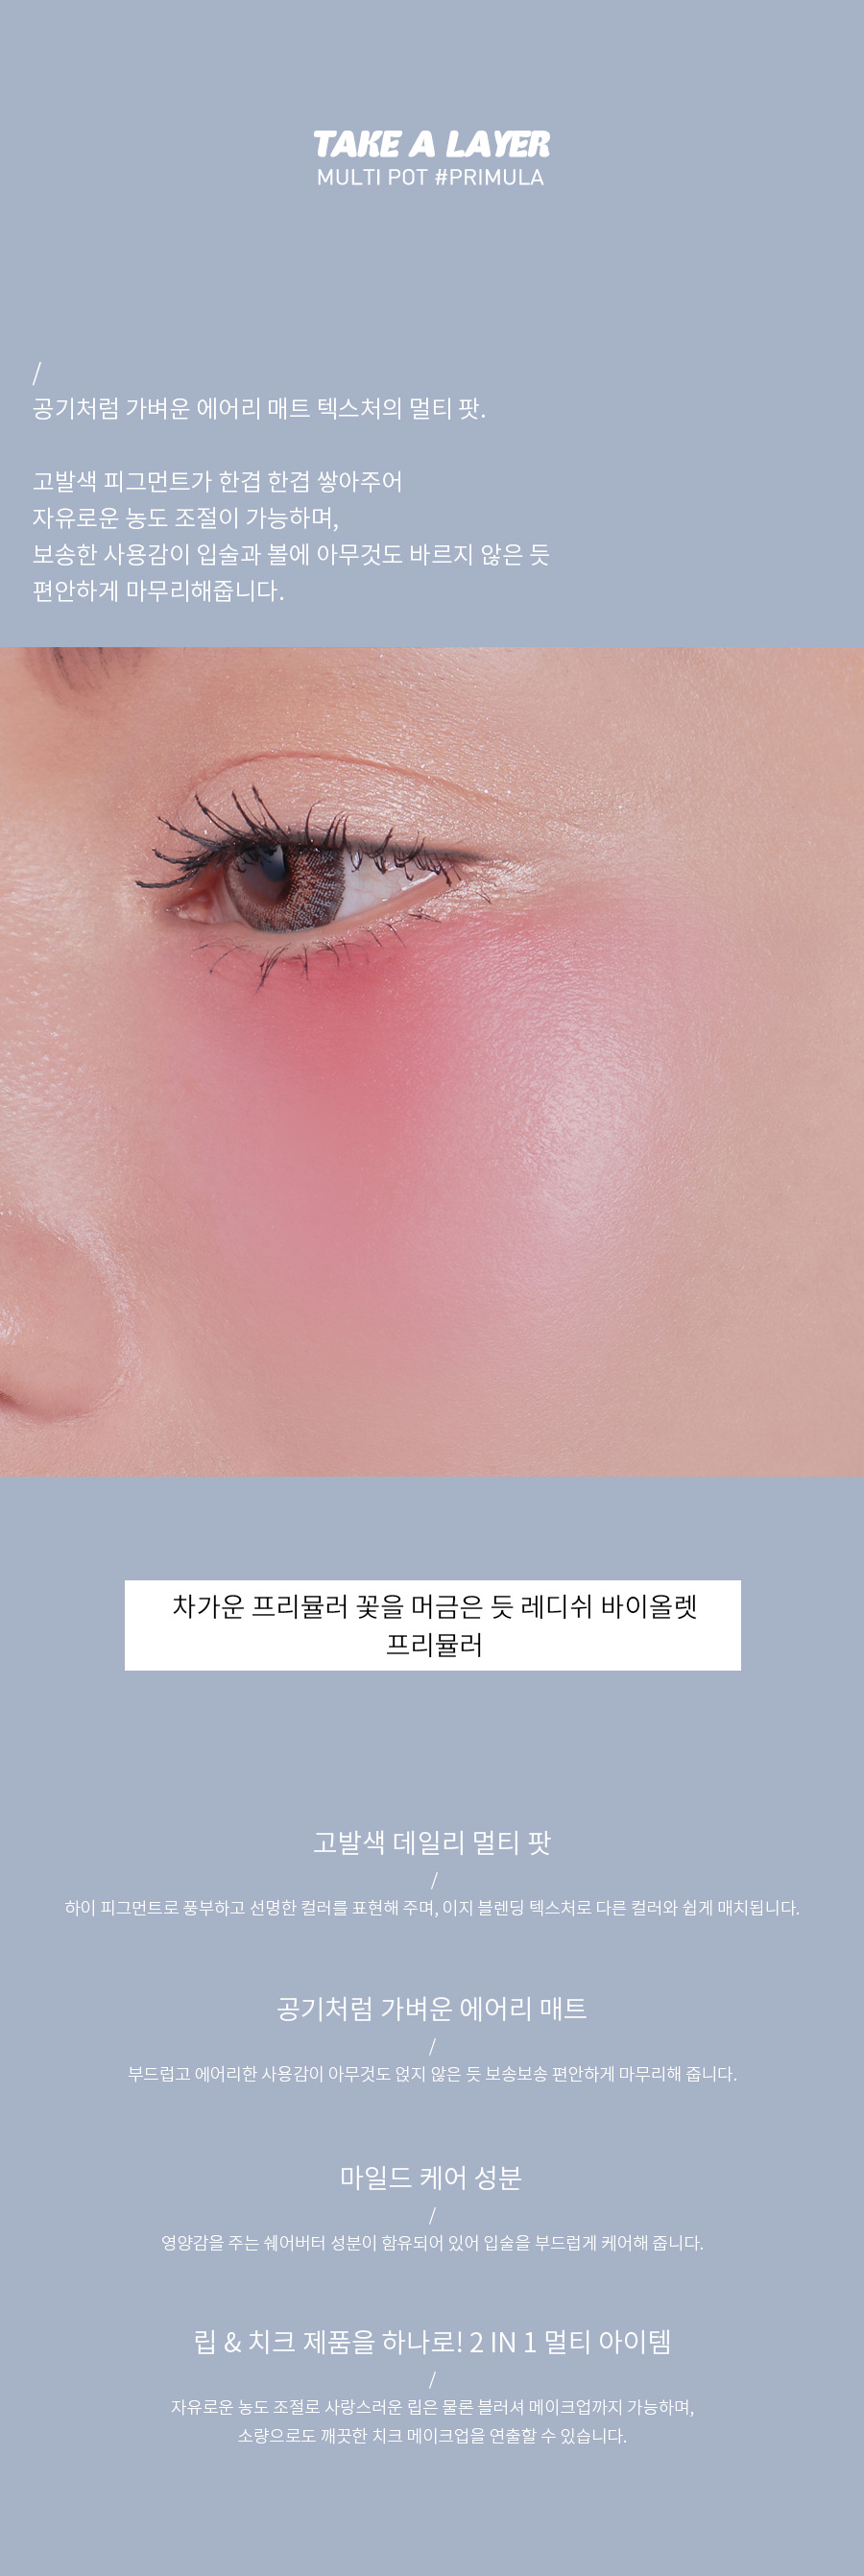 TAKE A LAYER
MULTI POT #PRIMULA
/
공기처럼 가벼운 에어리 매트 텍스처의 멀티 팟.
고발색 피그먼트가 한겹 한겹 쌓아주어
자유로운 농도 조절이 가능하며,
보송한 사용감이 입술과 볼에 아무것도 바르지 않은 듯
편안하게 마무리해줍니다.
차가운 프리뮬러 꽃을 머금은 듯 레디쉬 바이올렛
프리뮬러
고발색 데일리 멀티 팟
/
하이 피그먼트로 풍부하고 선명한 컬러를 표현해 주며, 이지 블렌딩 텍스처로 다른 컬러와 쉽게 매치됩니다.
공기처럼 가벼운 에어리 매트
/
부드럽고 에어리한 사용감이 아무것도 얹지 않은 듯 보송보송 편안하게 마무리해 줍니다.
마일드 케어 성분
/
영양감을 주는 쉐어버터 성분이 함유되어 있어 입술을 부드럽게 케어해 줍니다.
립 & 치크 제품을 하나로! 2 IN 1 멀티 아이템
/
자유로운 농도 조절로 사랑스러운 립은 물론 블러셔 메이크업까지 가능하며,
소량으로도 깨끗한 치크 메이크업을 연출할 수 있습니다.